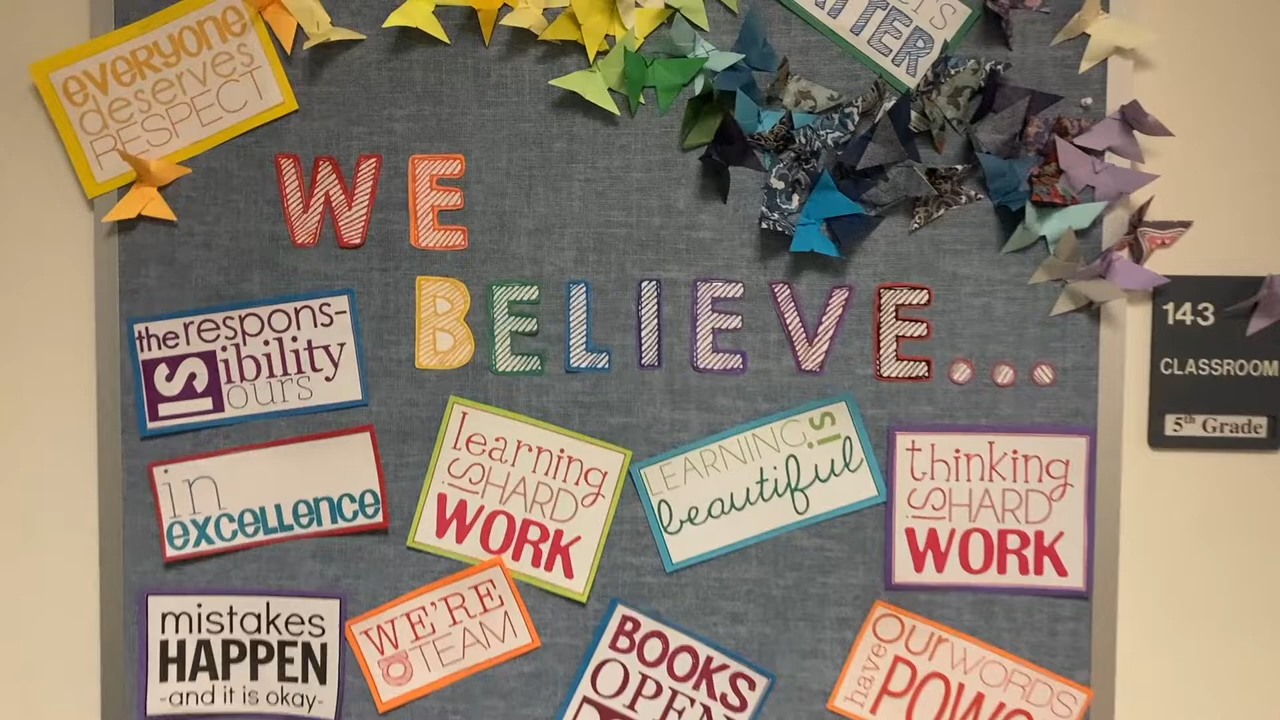 everyone
deserves
RESPECT
WE
BELIEVE...
143
CLASSROOM
5th Grade
the respons-
IS ibility
ours
in
excellence
learning
IS HARD
WORK
LEARNING IS
beautiful
thinking
IS HARD
WORK
mistakes
HAPPEN
-and it is okay-
WE'RE
a TEAM
BOOKS
OPEN
OUR WORDS
have